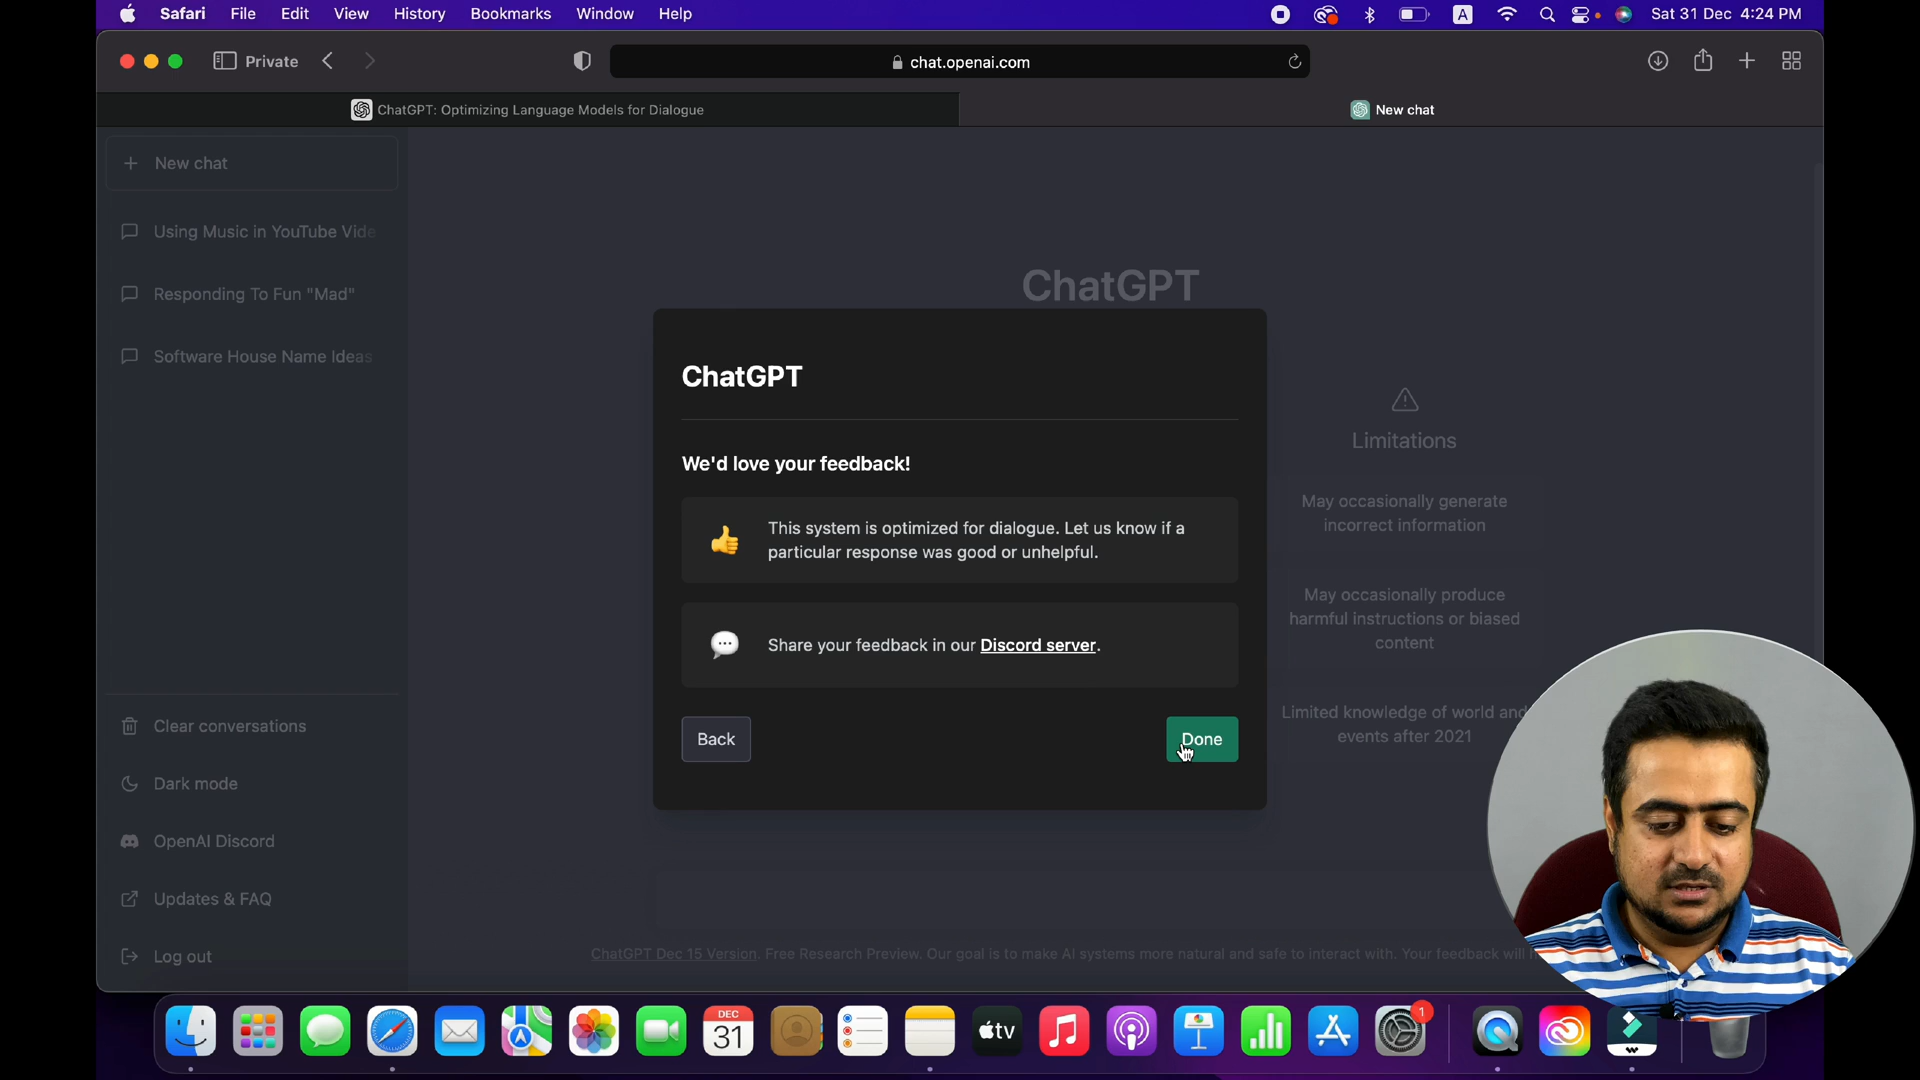 Safari File Edit View History Bookmarks Window Help
A
Sat 31 Dec 4:24 PM
Private
chat.openai.com
ChatGPT: Optimizing Language Models for Dialogue
New chat
New chat
Using Music in YouTube Vide
Responding To Fun "Mad"
Software House Name Ideas
ChatGPT
Limitations
May occasionally generate
incorrect information
May occasionally produce
harmful instructions or biased
content
Limited knowledge of world and
events after 2021
ChatGPT
We'd love your feedback!
This system is optimized for dialogue. Let us know if a
particular response was good or unhelpful.
Share your feedback in our Discord server.
Back
Done
Clear conversations
Dark mode
OpenAI Discord
Updates & FAQ
Log out
ChatGPT Dec 15 Version. Free Research Preview. Our goal is to make AI systems more natural and safe to interact with. Your feedback will
DEC
31
tv
1